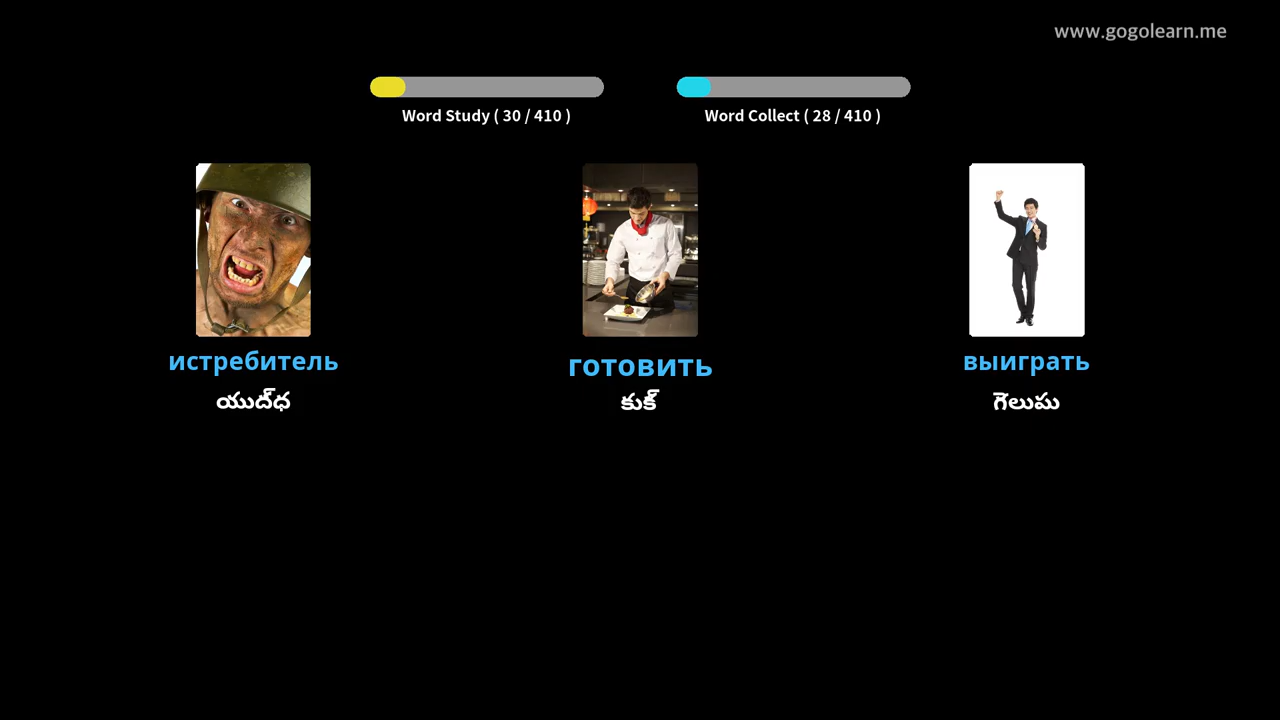 www.gogolearn.me
Word Study ( 30 / 410 )
Word Collect ( 28 / 410 )
истребитель
готовить
выиграть
యుద్ధ
కుక్
గెలుపు